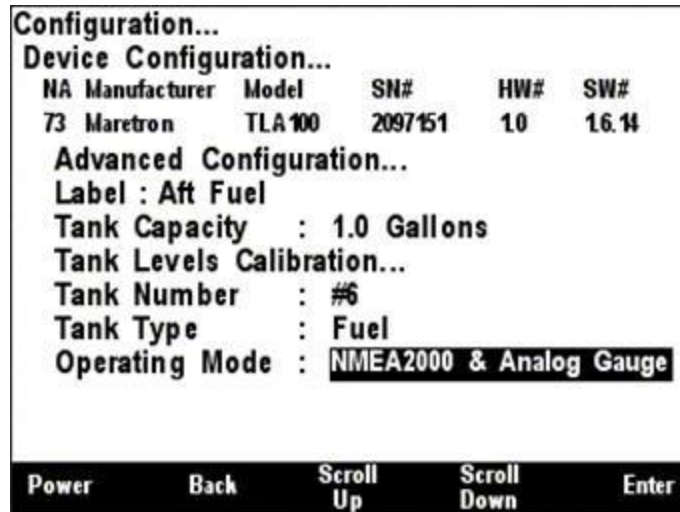 Configuration...
Device Configuration...
NA Manufacturer Model SN# HW# SW#
73 Maretron TLA100 2097151 1.0 1.6.14
Advanced Configuration...
Label : Aft Fuel
Tank Capacity : 1.0 Gallons
Tank Levels Calibration...
Tank Number : #6
Tank Type : Fuel
Operating Mode : NMEA2000 & Analog Gauge
Power Back Scroll Up Scroll Down Enter